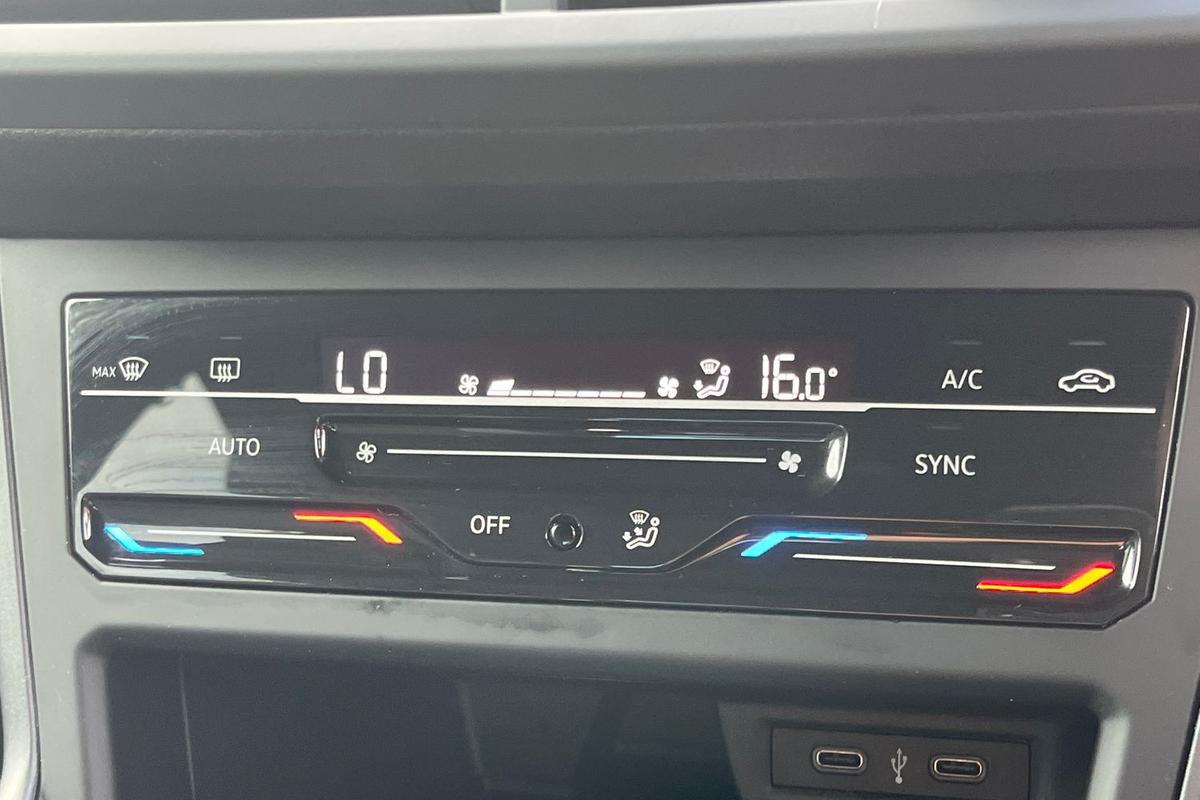 MAX
LO
16.0°
A/C
AUTO
SYNC
OFF